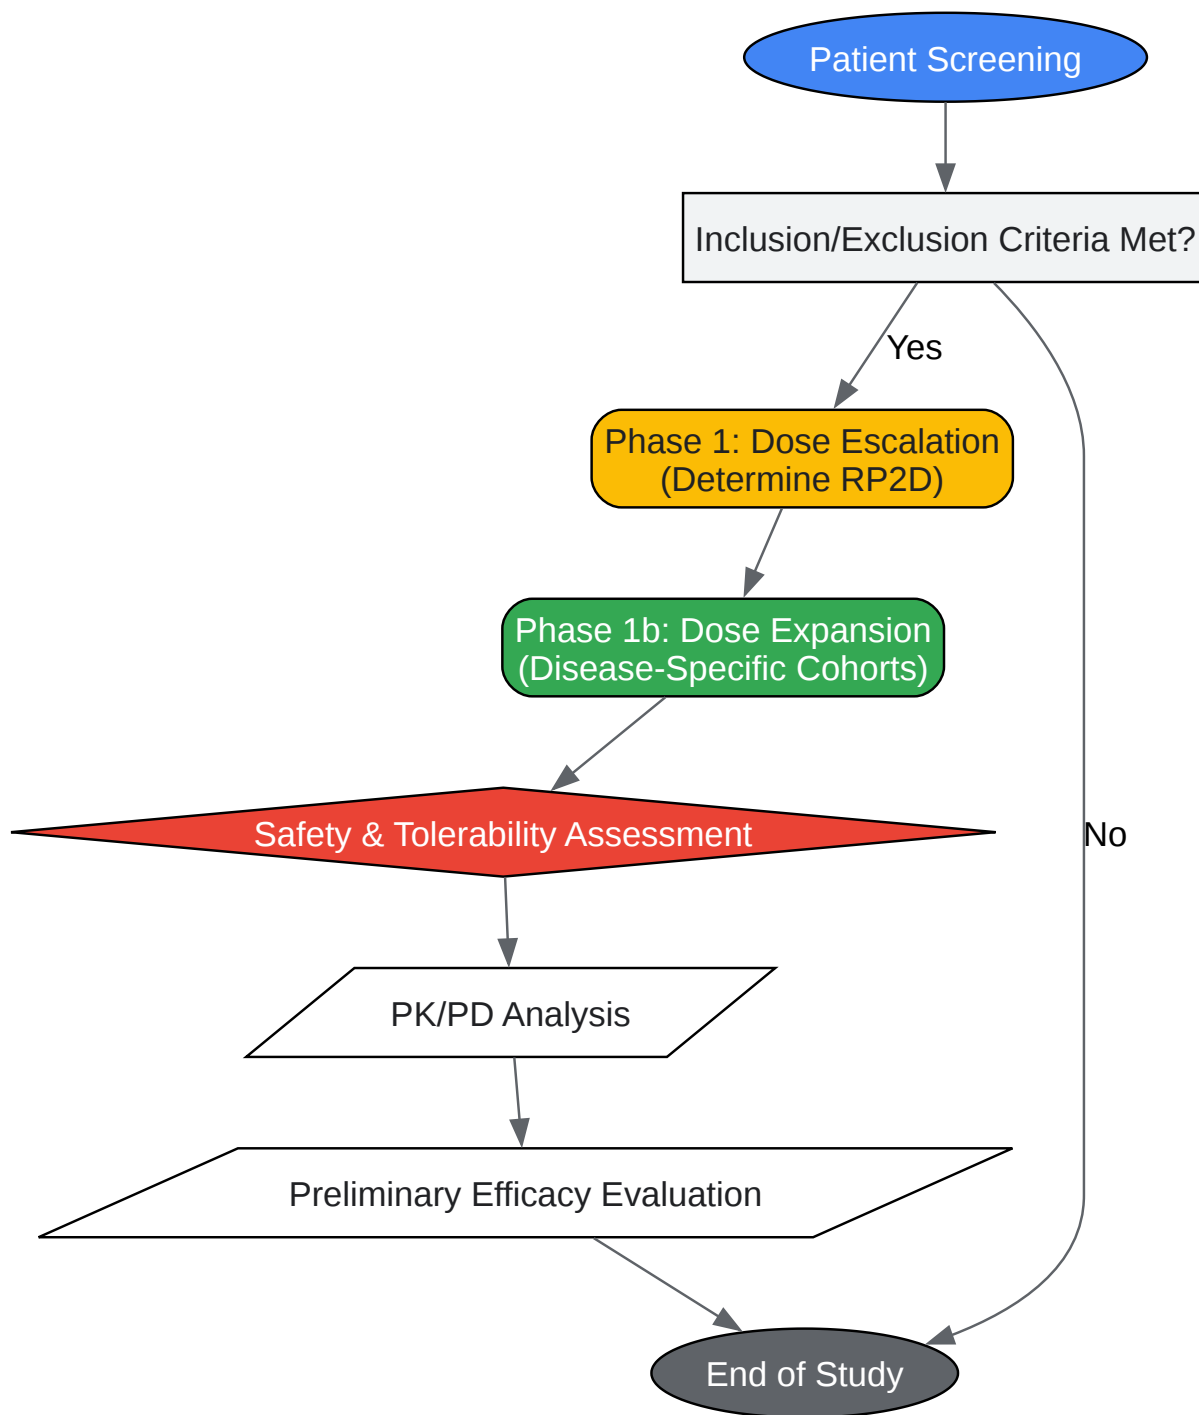 Patient Screening
Inclusion/Exclusion Criteria Met?
Yes
Phase 1: Dose Escalation
(Determine RP2D)
Phase 1b: Dose Expansion
(Disease-Specific Cohorts)
Safety & Tolerability Assessment
No
PK/PD Analysis
Preliminary Efficacy Evaluation
End of Study